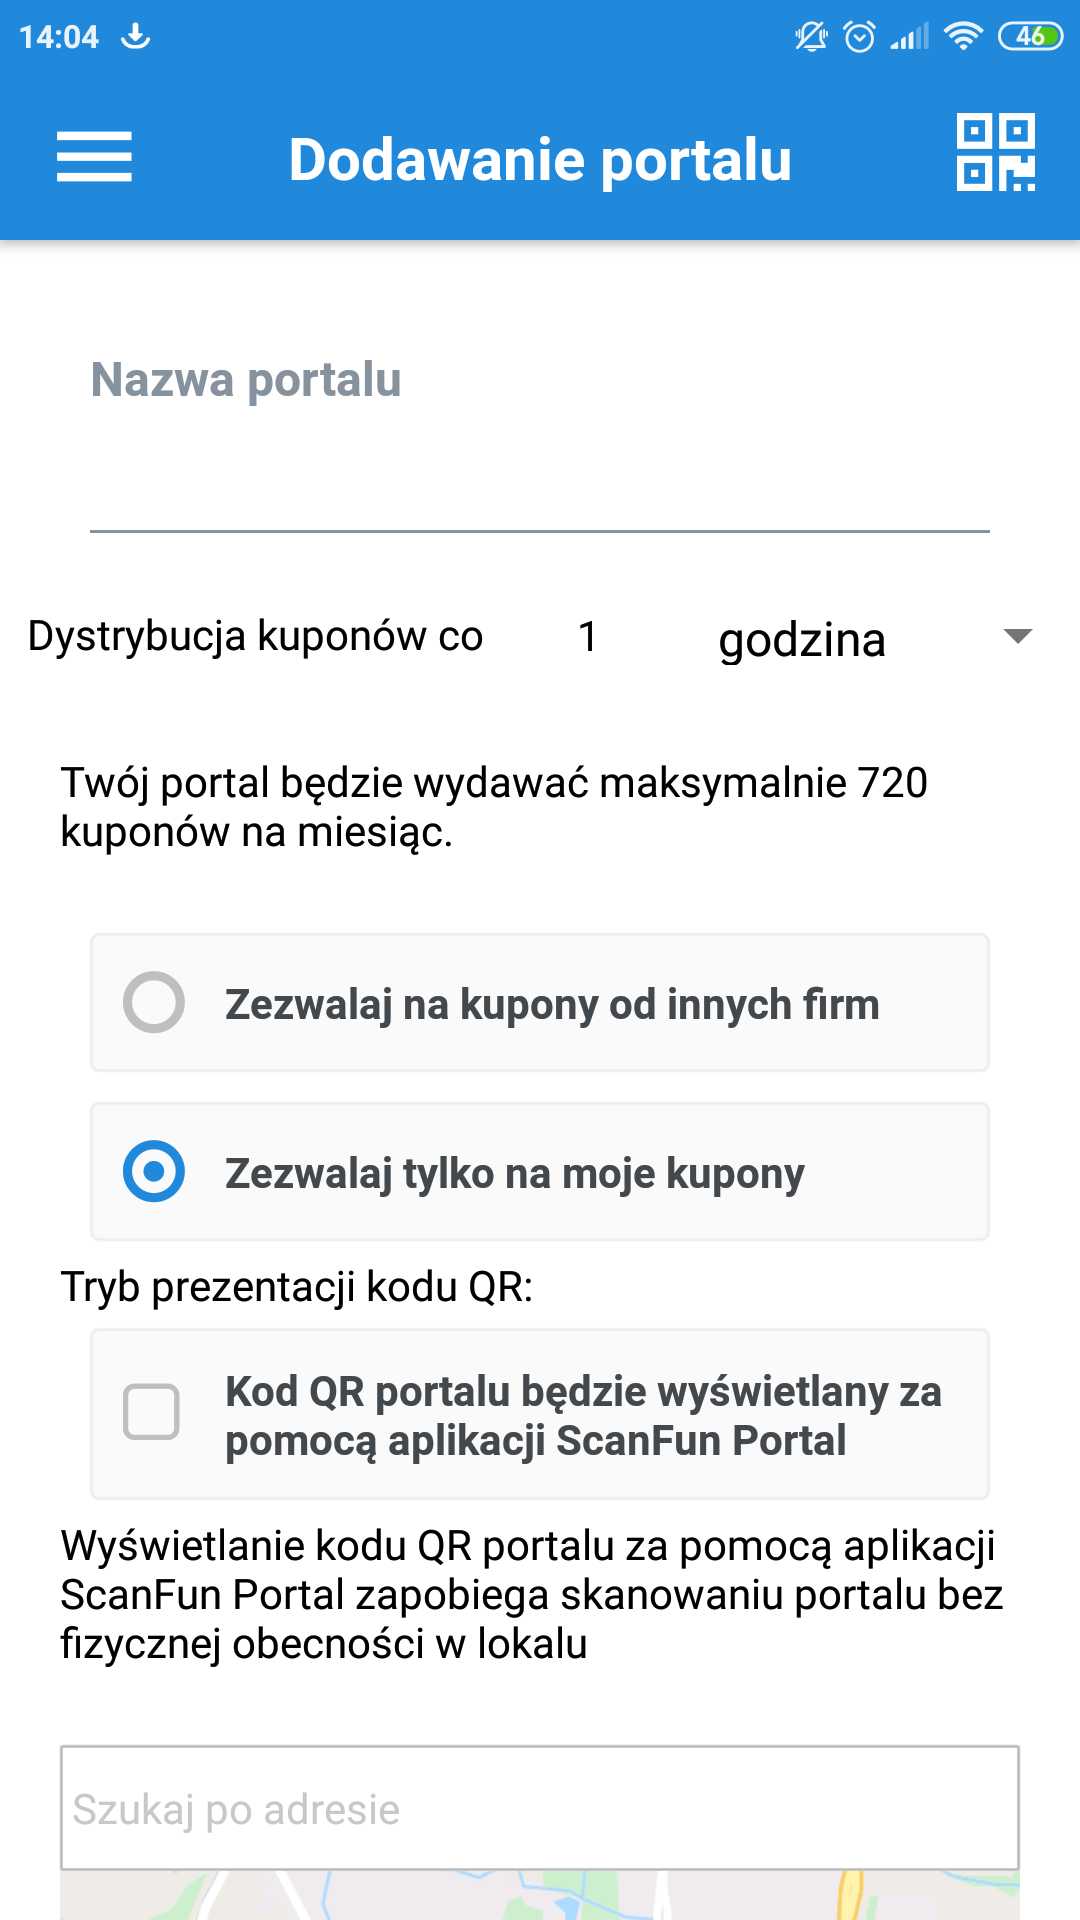 14:04
46
Dodawanie portalu
Nazwa portalu
Dystrybucja kuponów co 1 godzina
Twój portal będzie wydawać maksymalnie 720
kuponów na miesiąc.
Zezwalaj na kupony od innych firm
Zezwalaj tylko na moje kupony
Tryb prezentacji kodu QR:
Kod QR portalu będzie wyświetlany za
pomocą aplikacji ScanFun Portal
Wyświetlanie kodu QR portalu za pomocą aplikacji
ScanFun Portal zapobiega skanowaniu portalu bez
fizycznej obecności w lokalu
Szukaj po adresie